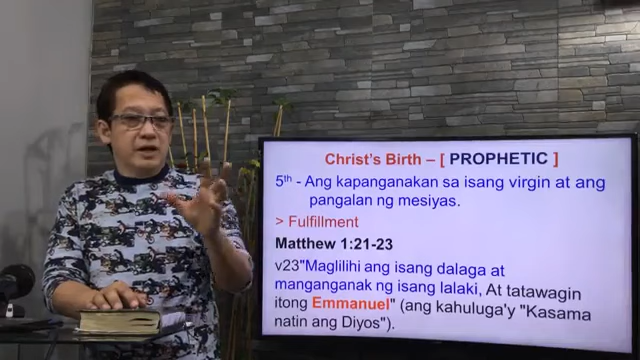 Christ's Birth – [ PROPHETIC ]
5th - Ang kapanganakan sa isang virgin at ang
pangalan ng mesiyas.
> Fulfillment
Matthew 1:21-23
v23"Maglilihi ang isang dalaga at
manganganak ng isang lalaki, At tatawagin
itong Emmanuel" (ang kahuluga'y "Kasama
natin ang Diyos").